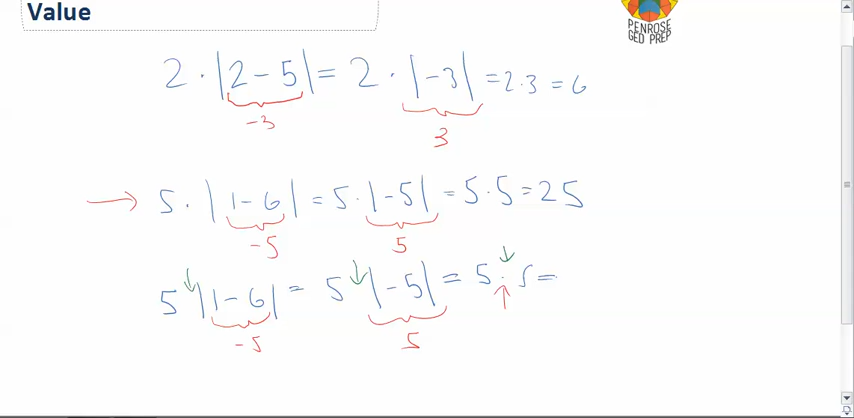 Value
PENROSE
GED PREP
2 · |2 - 5| = 2 · |-3| = 2 · 3 = 6
-3
3
5 · |1 - 6| = 5 · |-5| = 5 · 5 = 25
-5
5
5 |1 - 6| = 5 |-5| = 5 · 5 =
-5
5